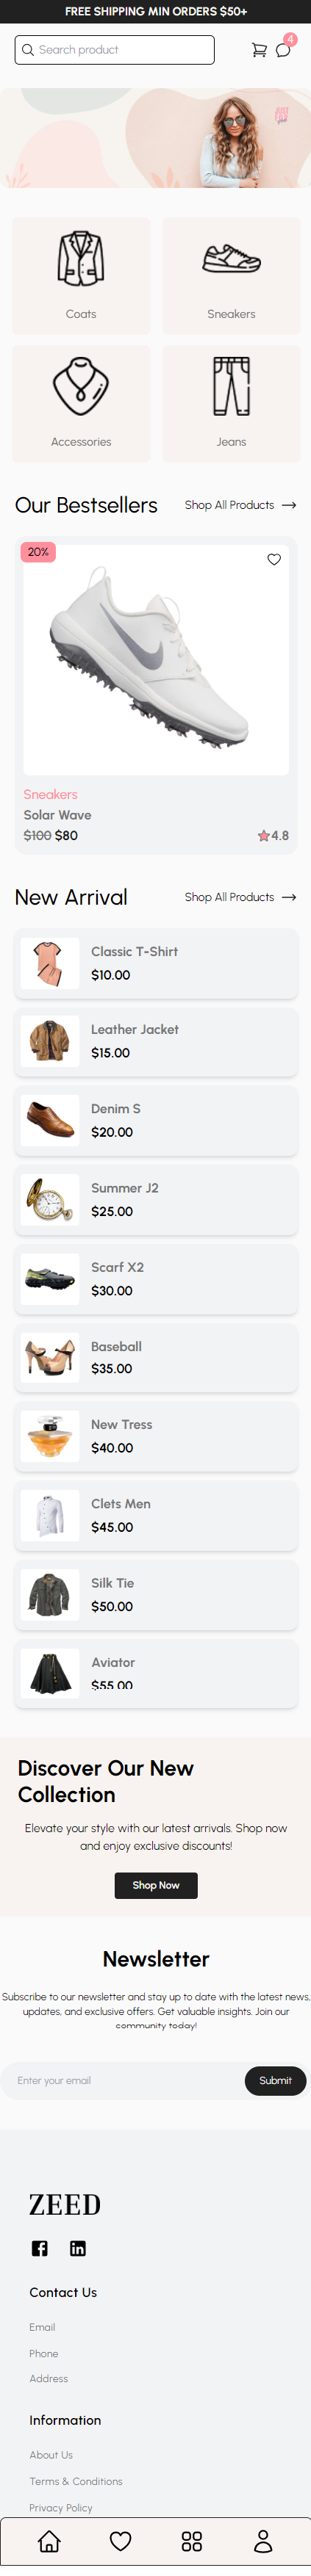 FREE SHIPPING MIN ORDERS $50+
Search product
4
Coats
Sneakers
Accessories
Jeans
Our Bestsellers
Shop All Products
20%
Sneakers
Solar Wave
$100 $80
4.8
New Arrival
Shop All Products
Classic T-Shirt
$10.00
Leather Jacket
$15.00
Denim S
$20.00
Summer J2
$25.00
Scarf X2
$30.00
Baseball
$35.00
New Tress
$40.00
Clets Men
$45.00
Silk Tie
$50.00
Aviator
$55.00
Discover Our New
Collection
Elevate your style with our latest arrivals. Shop now
and enjoy exclusive discounts!
Shop Now
Newsletter
Subscribe to our newsletter and stay up to date with the latest news,
updates, and exclusive offers. Get valuable insights. Join our
community today!
Enter your email
Submit
ZEED
Contact Us
Email
Phone
Address
Information
About Us
Terms & Conditions
Privacy Policy